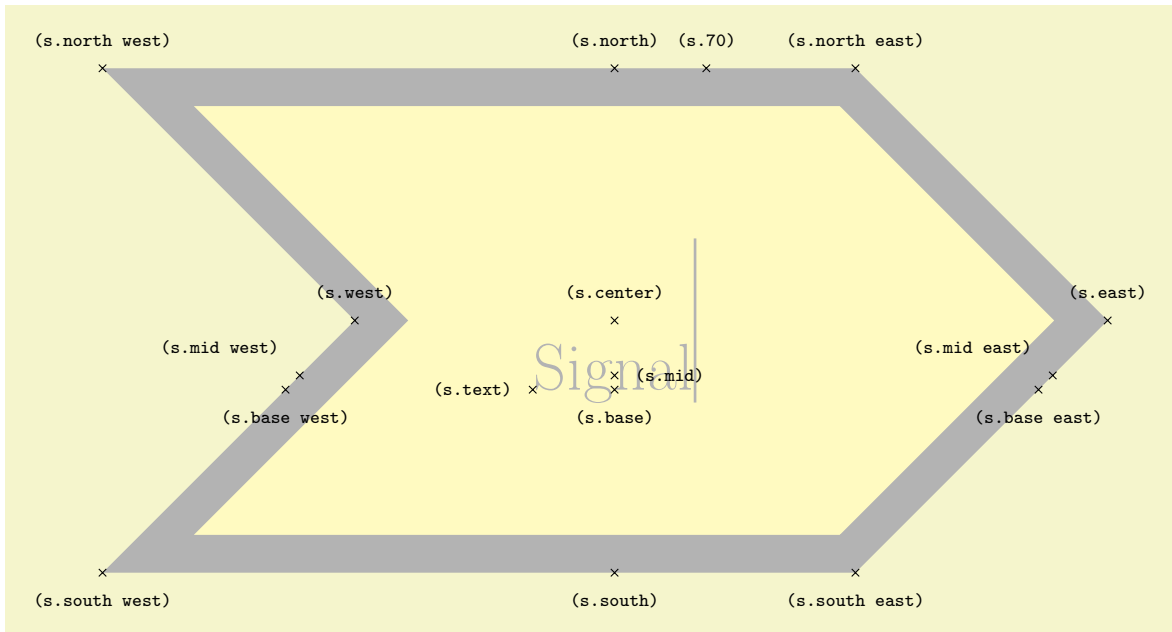 (s.north west) (s.north) (s.70) (s.north east)
(s.west) (s.center) (s.east)
(s.mid west) (s.mid east)
Signal (s.mid)
(s.text)
(s.base west) (s.base) (s.base east)
(s.south west) (s.south) (s.south east)